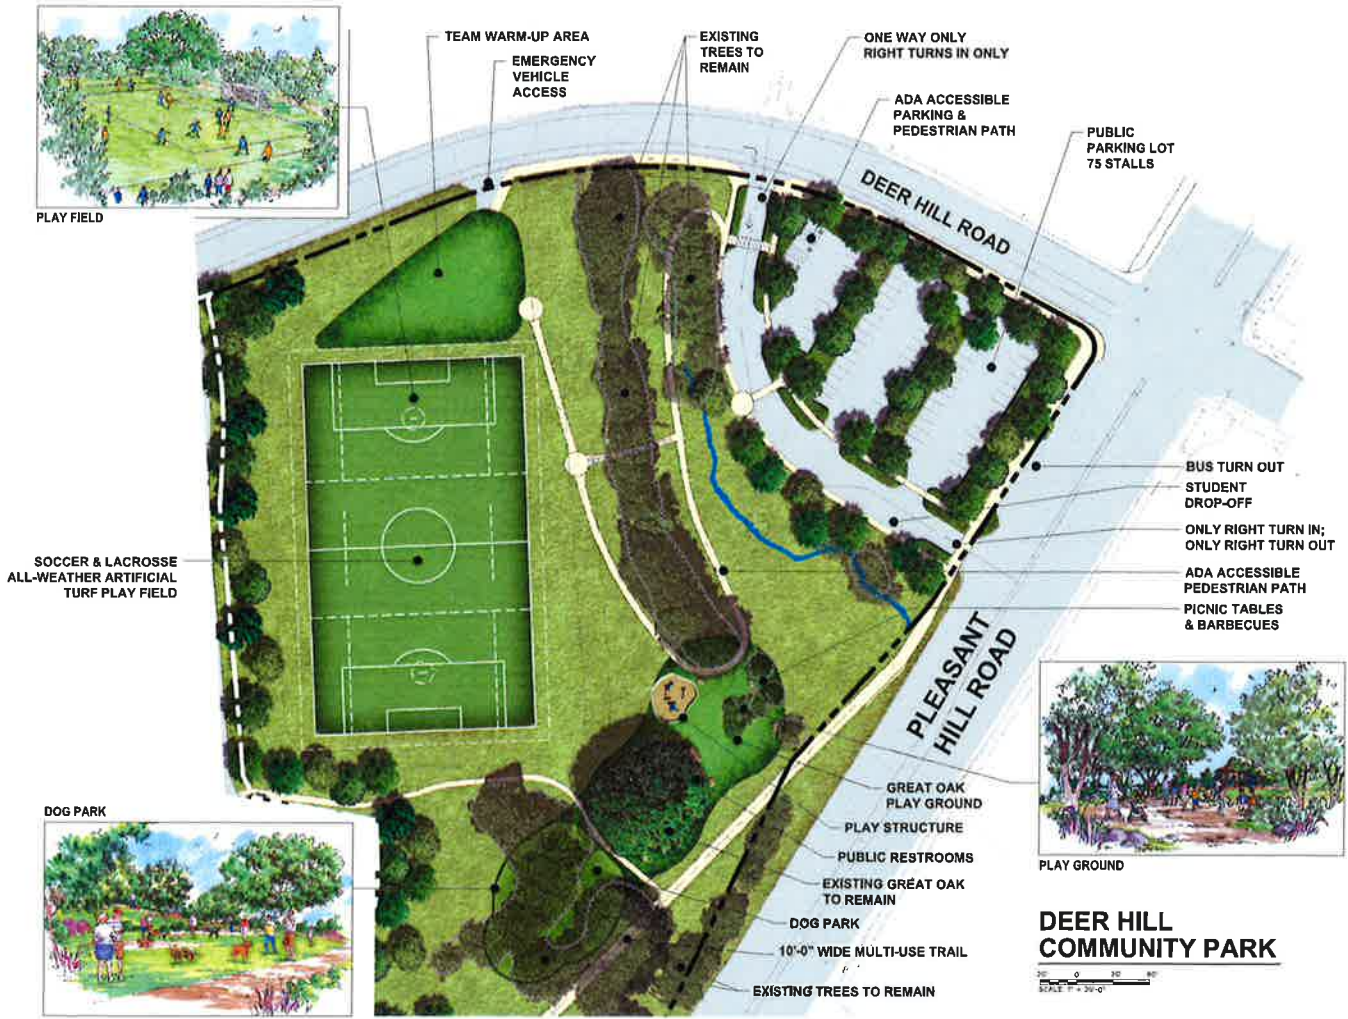 TEAM WARM-UP AREA
EMERGENCY
VEHICLE
ACCESS
EXISTING
TREES TO
REMAIN
ONE WAY ONLY
RIGHT TURNS IN ONLY
ADA ACCESSIBLE
PARKING &
PEDESTRIAN PATH
PUBLIC
PARKING LOT
75 STALLS
PLAY FIELD
DEER HILL ROAD
BUS TURN OUT
STUDENT
DROP-OFF
ONLY RIGHT TURN IN;
ONLY RIGHT TURN OUT
ADA ACCESSIBLE
PEDESTRIAN PATH
PICNIC TABLES
& BARBECUES
SOCCER & LACROSSE
ALL-WEATHER ARTIFICIAL
TURF PLAY FIELD
PLEASANT
HILL ROAD
GREAT OAK
PLAY GROUND
PLAY STRUCTURE
PUBLIC RESTROOMS
EXISTING GREAT OAK
TO REMAIN
DOG PARK
10'-0" WIDE MULTI-USE TRAIL
EXISTING TREES TO REMAIN
DOG PARK
PLAY GROUND
DEER HILL
COMMUNITY PARK